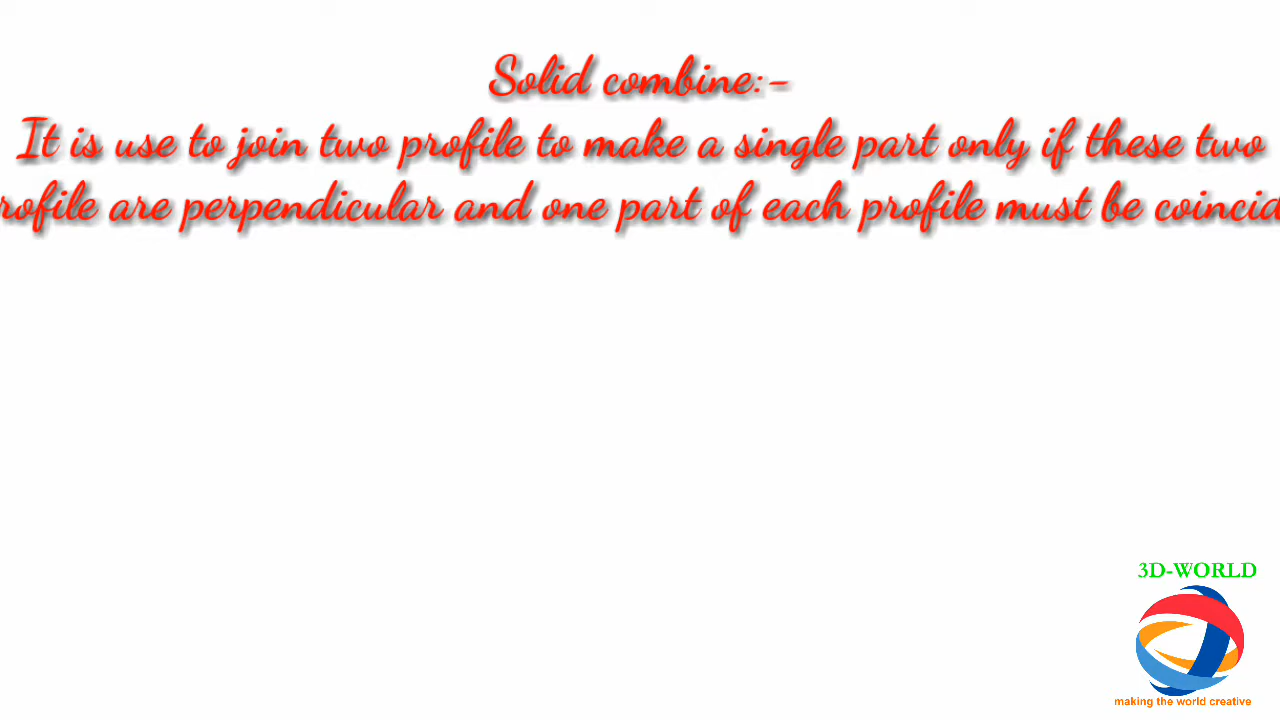 Solid combine:-
It is use to join two profile to make a single part only if these two
rofile are perpendicular and one part of each profile must be coincid
3D-WORLD
making the world creative